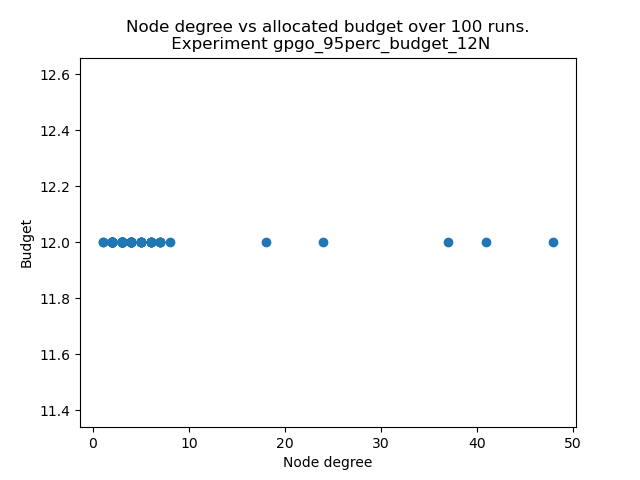 Node degree vs allocated budget over 100 runs.
Experiment gpgo_95perc_budget_12N
12.6
12.4
12.2
12.0
11.8
11.6
11.4
Budget
0 10 20 30 40 50
Node degree